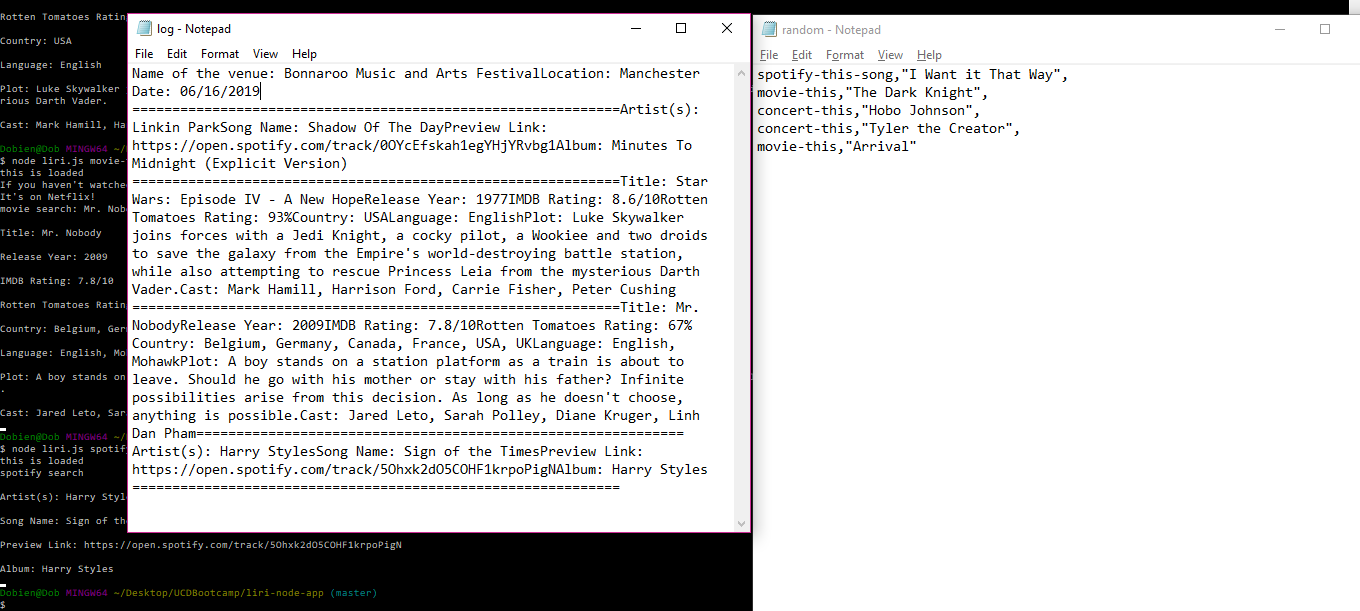 Rotten Tomatoes Ratin
Country: USA
Language: English
Plot: Luke Skywalker
rious Darth Vader.
Cast: Mark Hamill, Ha
Dobien@Dob MINGW64 ~/
$ node liri.js movie-
this is loaded
If you haven't watche
It's on Netflix!
movie search: Mr. Nob
Title: Mr. Nobody
Release Year: 2009
IMDB Rating: 7.8/10
Rotten Tomatoes Ratin
Country: Belgium, Ger
Language: English, Mo
Plot: A boy stands on
.
Cast: Jared Leto, Sar
Dobien@Dob MINGW64 ~/
$ node liri.js spotif
this is loaded
spotify search
Artist(s): Harry Styl
Song Name: Sign of th
Preview Link: https://open.spotify.com/track/5Ohxk2dO5COHF1krpoPigN
Album: Harry Styles
Dobien@Dob MINGW64 ~/Desktop/UCDBootcamp/liri-node-app (master)
$
log - Notepad
File Edit Format View Help
Name of the venue: Bonnaroo Music and Arts FestivalLocation: Manchester
Date: 06/16/2019
=============================================================Artist(s):
Linkin ParkSong Name: Shadow Of The DayPreview Link:
https://open.spotify.com/track/0OYcEfskah1egYHjYRvbg1Album: Minutes To
Midnight (Explicit Version)
=============================================================Title: Star
Wars: Episode IV - A New HopeRelease Year: 1977IMDB Rating: 8.6/10Rotten
Tomatoes Rating: 93%Country: USALanguage: EnglishPlot: Luke Skywalker
joins forces with a Jedi Knight, a cocky pilot, a Wookiee and two droids
to save the galaxy from the Empire's world-destroying battle station,
while also attempting to rescue Princess Leia from the mysterious Darth
Vader.Cast: Mark Hamill, Harrison Ford, Carrie Fisher, Peter Cushing
=============================================================Title: Mr.
NobodyRelease Year: 2009IMDB Rating: 7.8/10Rotten Tomatoes Rating: 67%
Country: Belgium, Germany, Canada, France, USA, UKLanguage: English,
MohawkPlot: A boy stands on a station platform as a train is about to
leave. Should he go with his mother or stay with his father? Infinite
possibilities arise from this decision. As long as he doesn't choose,
anything is possible.Cast: Jared Leto, Sarah Polley, Diane Kruger, Linh
Dan Pham=============================================================
Artist(s): Harry StylesSong Name: Sign of the TimesPreview Link:
https://open.spotify.com/track/5Ohxk2dO5COHF1krpoPigNAlbum: Harry Styles
=============================================================
random - Notepad
File Edit Format View Help
spotify-this-song,"I Want it That Way",
movie-this,"The Dark Knight",
concert-this,"Hobo Johnson",
concert-this,"Tyler the Creator",
movie-this,"Arrival"